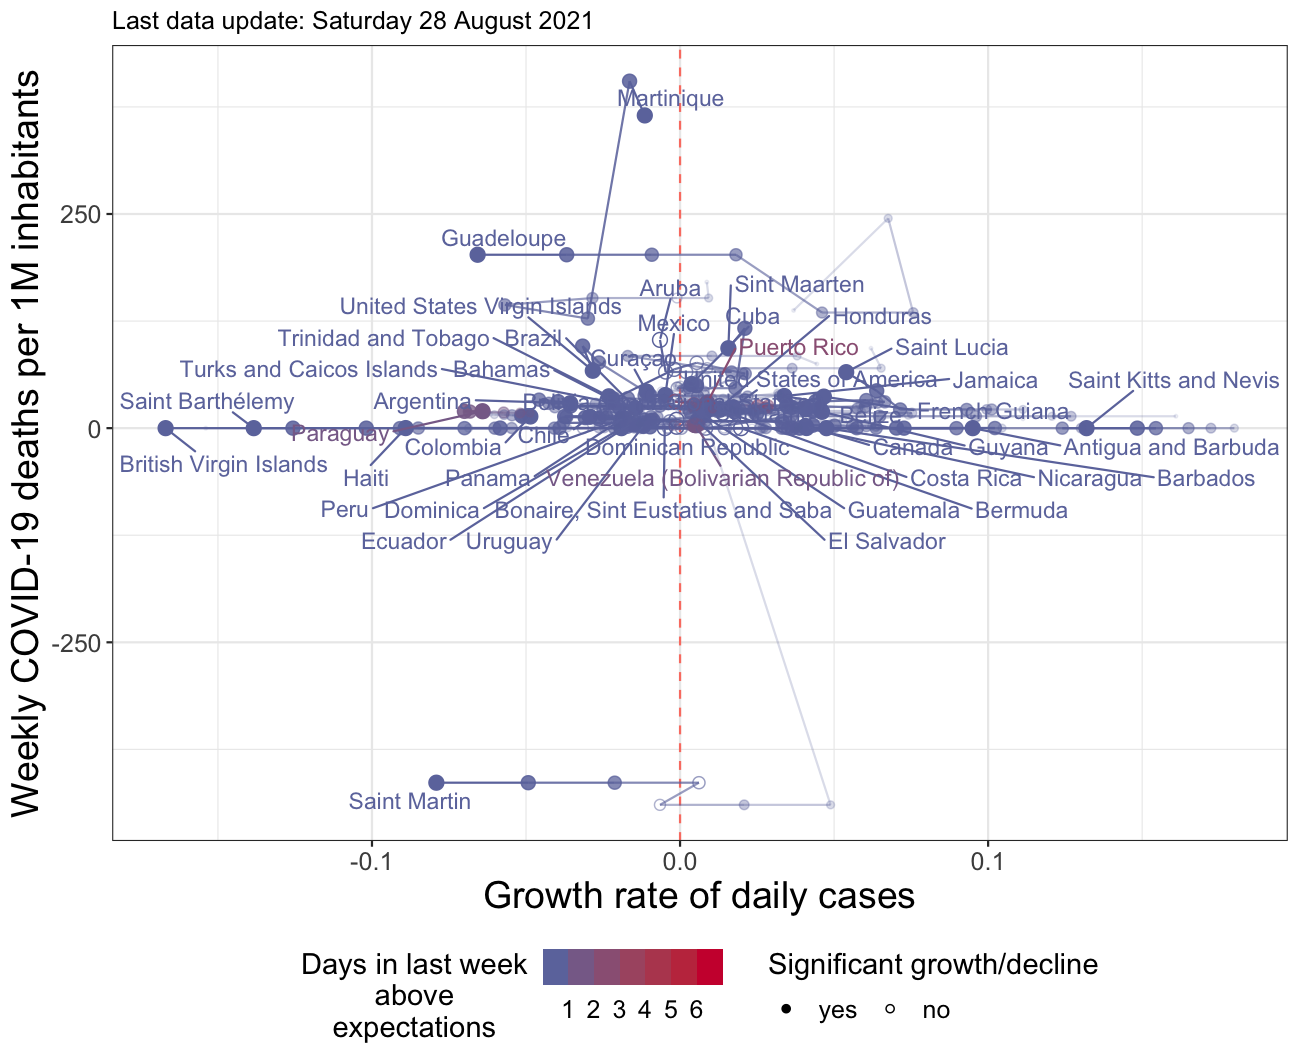 Last data update: Saturday 28 August 2021
Weekly COVID-19 deaths per 1M inhabitants
250
0
-250
Martinique
Guadeloupe
Aruba
Sint Maarten
United States Virgin Islands
Cuba
Honduras
Mexico
Trinidad and Tobago
Brazil
Puerto Rico
Saint Lucia
Curaçao
Turks and Caicos Islands
Bahamas
United States of America
Jamaica
Saint Kitts and Nevis
Saint Barthélemy
Argentina
Belize
French Guiana
Paraguay
Chile
Colombia
Dominican Republic
Canada
Guyana
Antigua and Barbuda
British Virgin Islands
Haiti
Panama
Venezuela (Bolivarian Republic of)
Costa Rica
Nicaragua
Barbados
Peru
Dominica
Bonaire, Sint Eustatius and Saba
Guatemala
Bermuda
Ecuador
Uruguay
El Salvador
Saint Martin
-0.1
0.0
0.1
Growth rate of daily cases
Days in last week
above
expectations
1 2 3 4 5 6
Significant growth/decline
yes
no